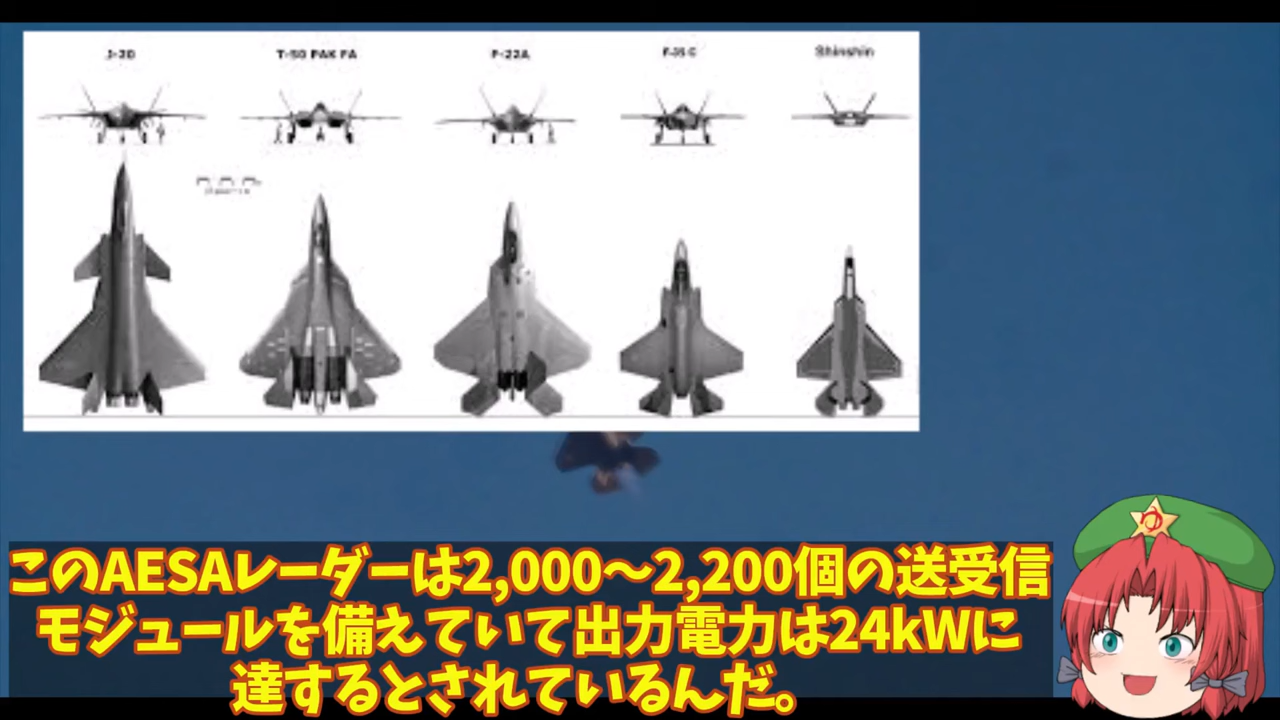 J-20
T-50 PAK FA
F-22A
F-35 C
Shinshin
このAESAレーダーは2,000～2,200個の送受信
モジュールを備えていて出力電力は24kWに
達するとされているんだ。